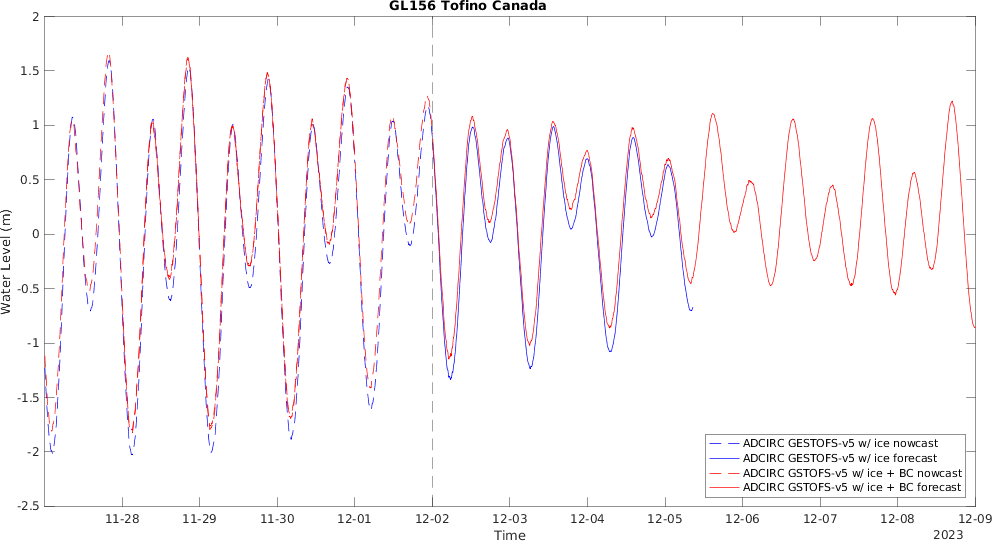 GL156 Tofino Canada
2
1.5
1
0.5
0
-0.5
-1
-1.5
-2
-2.5
Water Level (m)
11-28 11-29 11-30 12-01 12-02 12-03 12-04 12-05 12-06 12-07 12-08 12-09
Time
2023
ADCIRC GESTOFS-v5 w/ ice nowcast
ADCIRC GESTOFS-v5 w/ ice forecast
ADCIRC GSTOFS-v5 w/ ice + BC nowcast
ADCIRC GSTOFS-v5 w/ ice + BC forecast